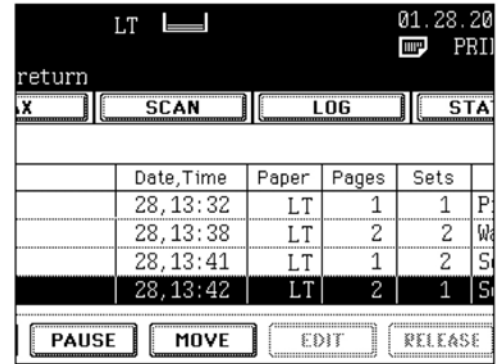 LT 01.28.20
PRI
return
AX SCAN LOG STA
Date,Time Paper Pages Sets
28,13:32 LT 1 1 P
28,13:38 LT 2 2 Wa
28,13:41 LT 1 2 S
28,13:42 LT 2 1 S
PAUSE MOVE EDIT RELEASE